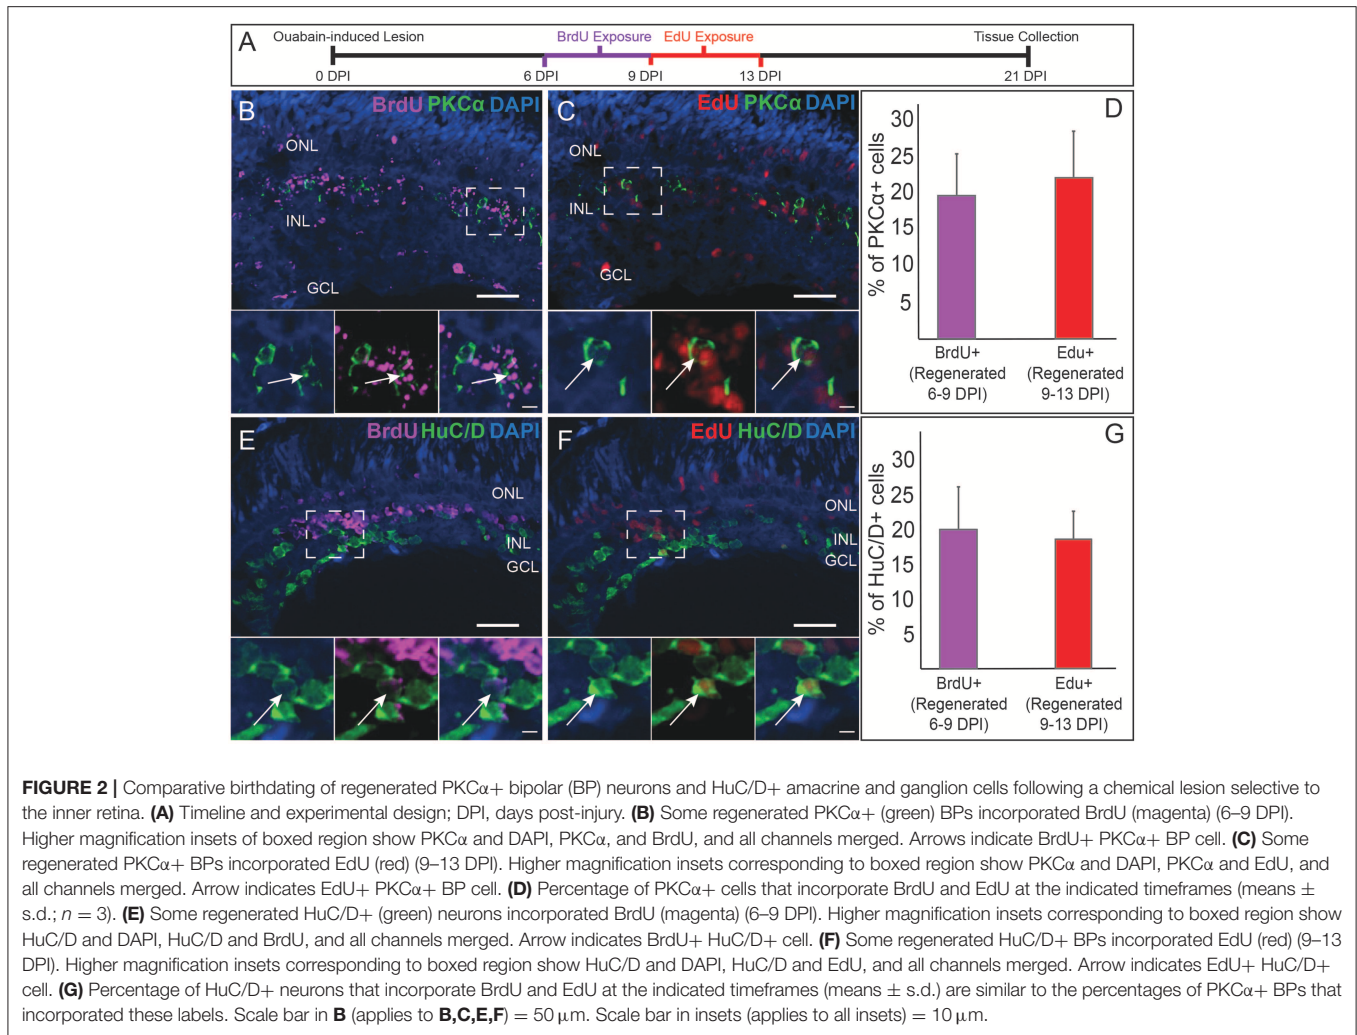 A
Ouabain-induced Lesion
BrdU Exposure
EdU Exposure
Tissue Collection
0 DPI
6 DPI
9 DPI
13 DPI
21 DPI
B
BrdU PKCα DAPI
ONL
INL
GCL
C
EdU PKCα DAPI
ONL
INL
GCL
D
% of PKCα+ cells
30
25
20
15
10
5
BrdU+
(Regenerated
6-9 DPI)
Edu+
(Regenerated
9-13 DPI)
E
BrdU HuC/D DAPI
ONL
INL
GCL
F
EdU HuC/D DAPI
ONL
INL
GCL
G
% of HuC/D+ cells
30
25
20
15
10
5
BrdU+
(Regenerated
6-9 DPI)
Edu+
(Regenerated
9-13 DPI)
FIGURE 2 | Comparative birthdating of regenerated PKCα+ bipolar (BP) neurons and HuC/D+ amacrine and ganglion cells following a chemical lesion selective to
the inner retina. (A) Timeline and experimental design; DPI, days post-injury. (B) Some regenerated PKCα+ (green) BPs incorporated BrdU (magenta) (6–9 DPI).
Higher magnification insets of boxed region show PKCα and DAPI, PKCα, and BrdU, and all channels merged. Arrows indicate BrdU+ PKCα+ BP cell. (C) Some
regenerated PKCα+ BPs incorporated EdU (red) (9–13 DPI). Higher magnification insets corresponding to boxed region show PKCα and DAPI, PKCα and EdU, and
all channels merged. Arrow indicates EdU+ PKCα+ BP cell. (D) Percentage of PKCα+ cells that incorporate BrdU and EdU at the indicated timeframes (means ±
s.d.; n = 3). (E) Some regenerated HuC/D+ (green) neurons incorporated BrdU (magenta) (6–9 DPI). Higher magnification insets corresponding to boxed region show
HuC/D and DAPI, HuC/D and BrdU, and all channels merged. Arrow indicates BrdU+ HuC/D+ cell. (F) Some regenerated HuC/D+ BPs incorporated EdU (red) (9–13
DPI). Higher magnification insets corresponding to boxed region show HuC/D and DAPI, HuC/D and EdU, and all channels merged. Arrow indicates EdU+ HuC/D+
cell. (G) Percentage of HuC/D+ neurons that incorporate BrdU and EdU at the indicated timeframes (means ± s.d.) are similar to the percentages of PKCα+ BPs that
incorporated these labels. Scale bar in B (applies to B,C,E,F) = 50 μm. Scale bar in insets (applies to all insets) = 10 μm.